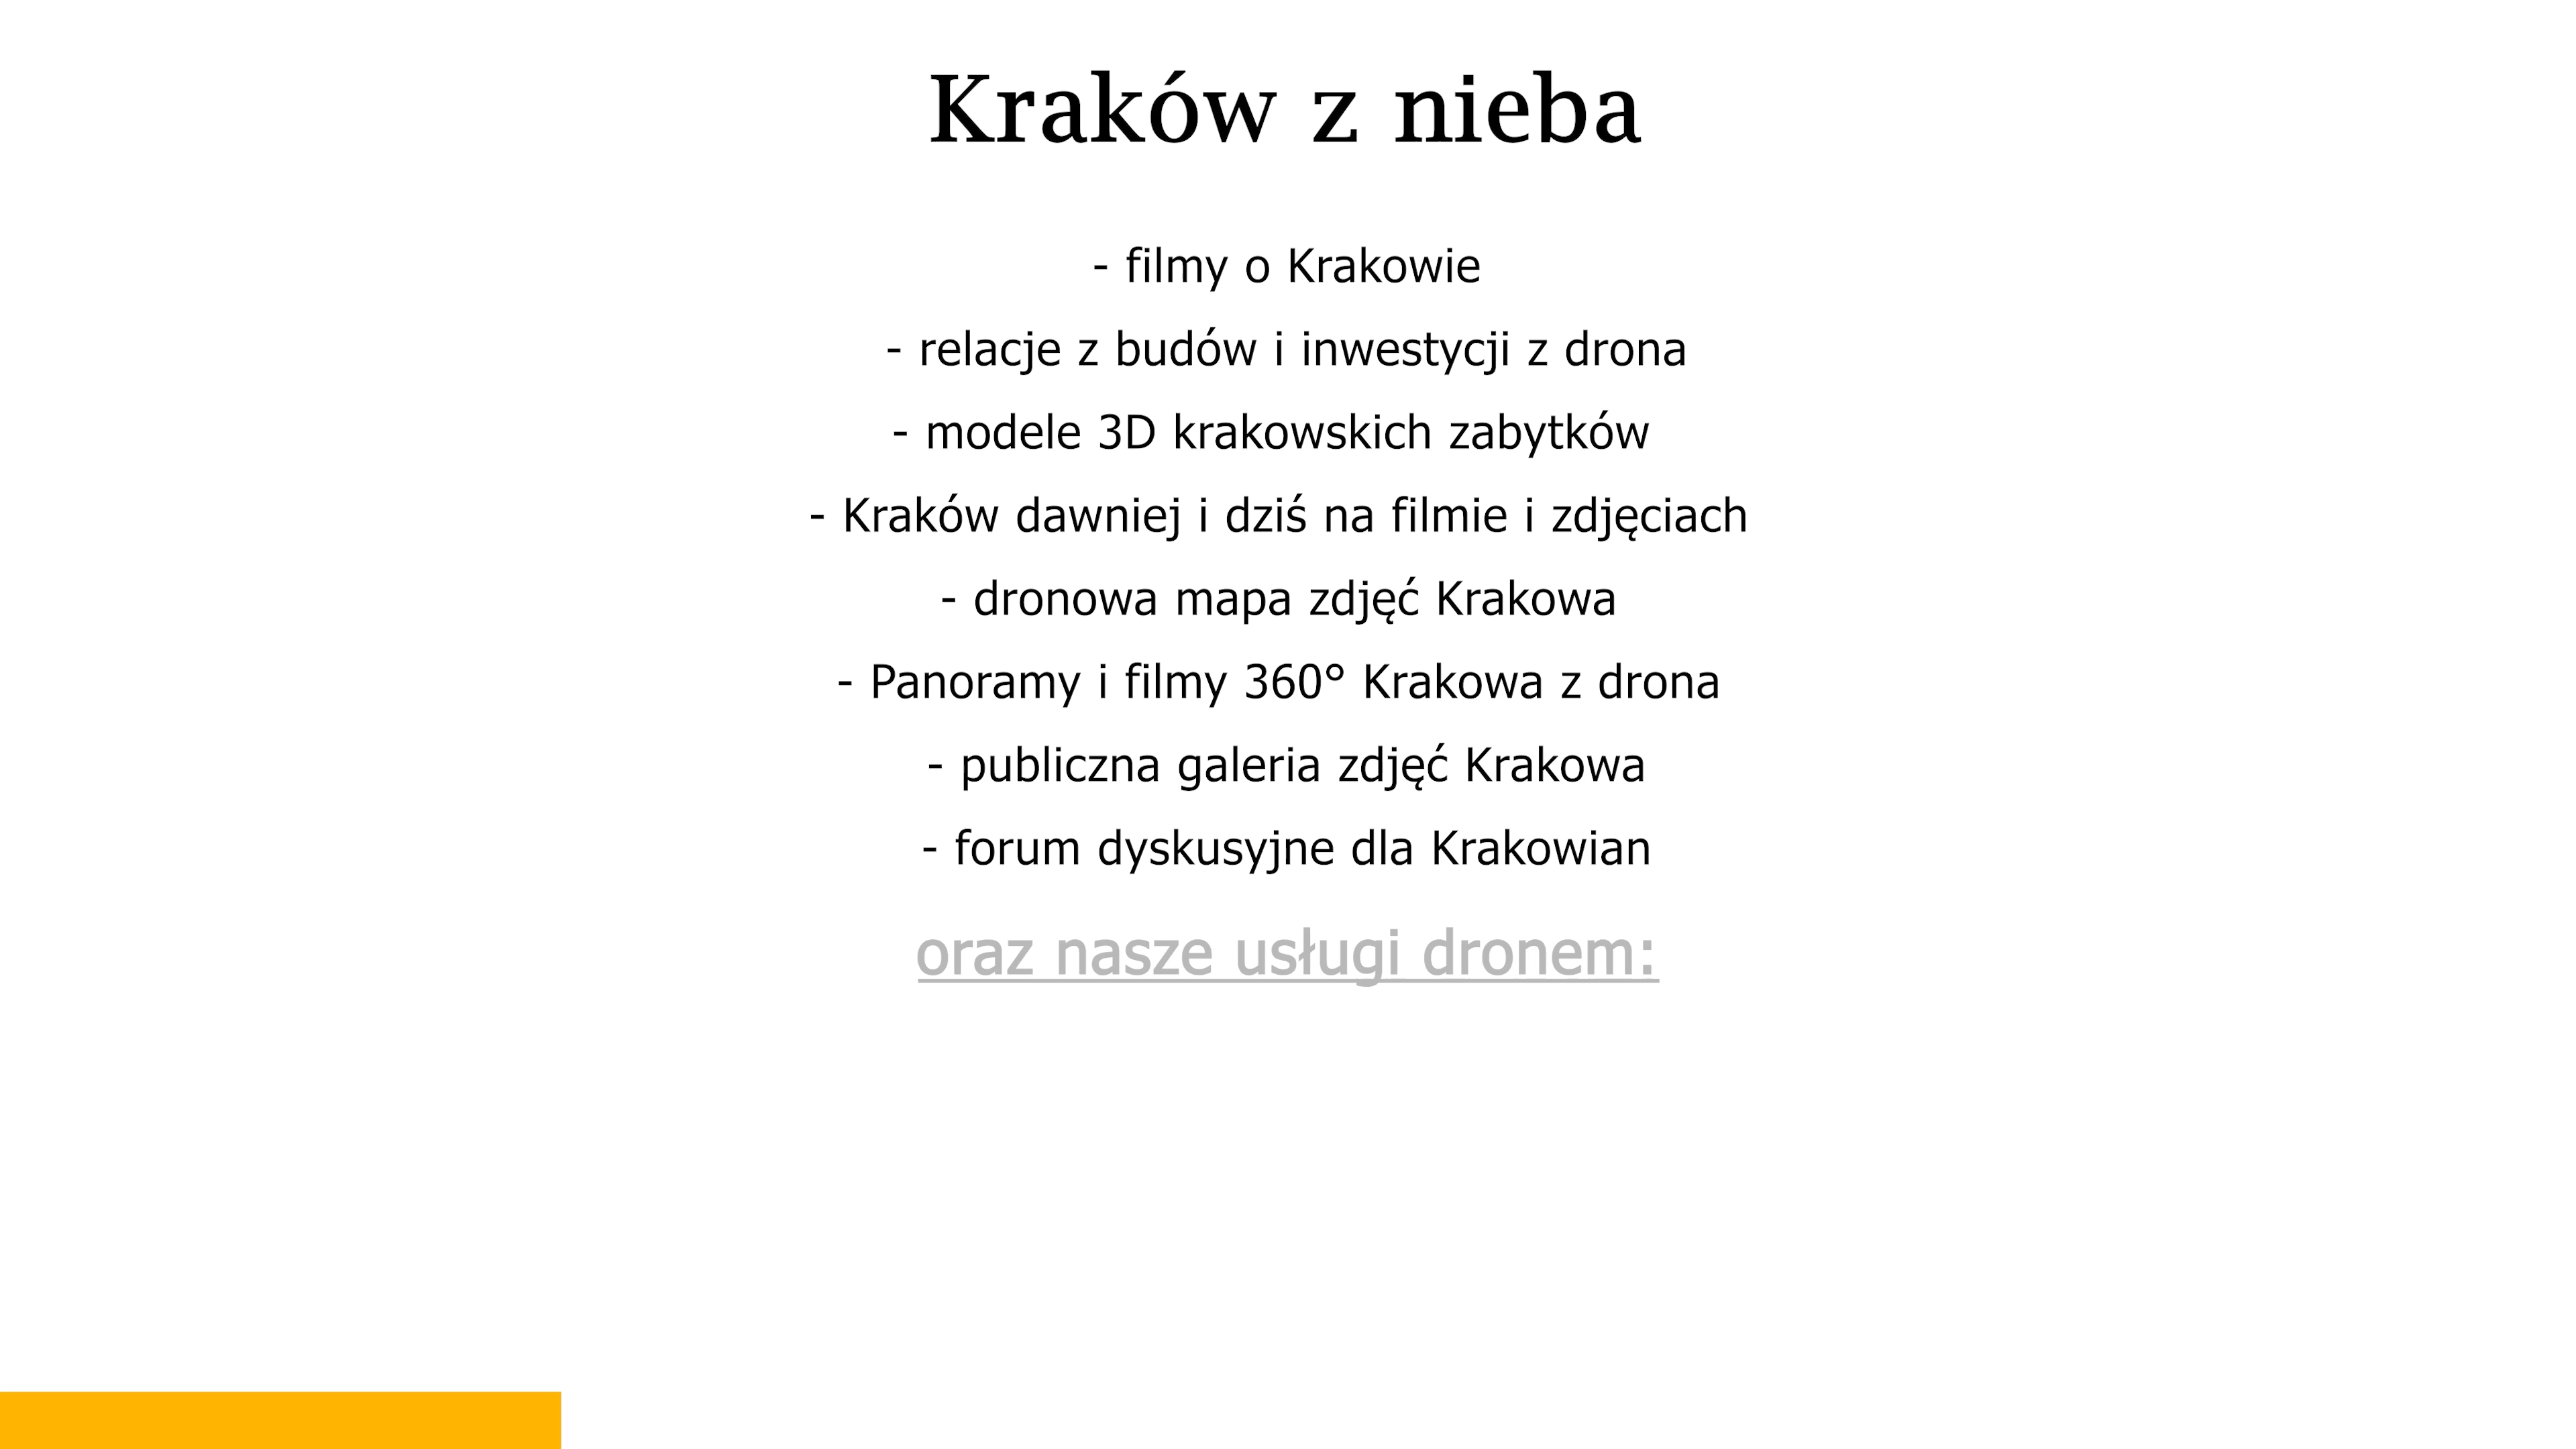 Kraków z nieba
- filmy o Krakowie
- relacje z budów i inwestycji z drona
- modele 3D krakowskich zabytków
- Kraków dawniej i dziś na filmie i zdjęciach
- dronowa mapa zdjęć Krakowa
- Panoramy i filmy 360° Krakowa z drona
- publiczna galeria zdjęć Krakowa
- forum dyskusyjne dla Krakowian
oraz nasze usługi dronem: